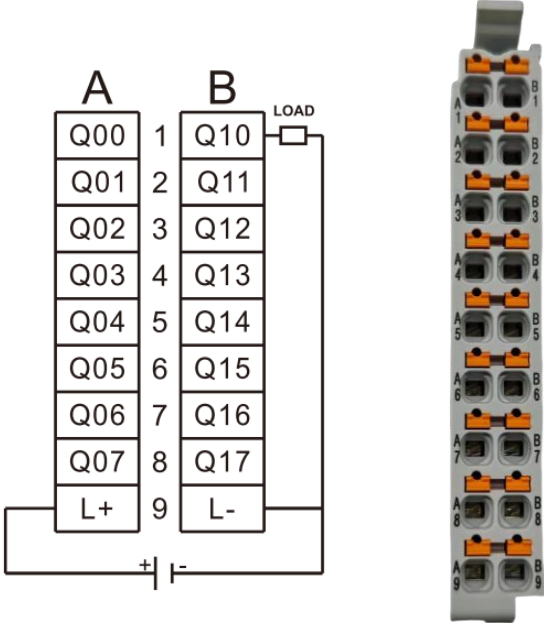 A B
LOAD
Q00 1 Q10
Q01 2 Q11
Q02 3 Q12
Q03 4 Q13
Q04 5 Q14
Q05 6 Q15
Q06 7 Q16
Q07 8 Q17
L+ 9 L-
+ -
A1 B1
A2 B2
A3 B3
A4 B4
A5 B5
A6 B6
A7 B7
A8 B8
A9 B9